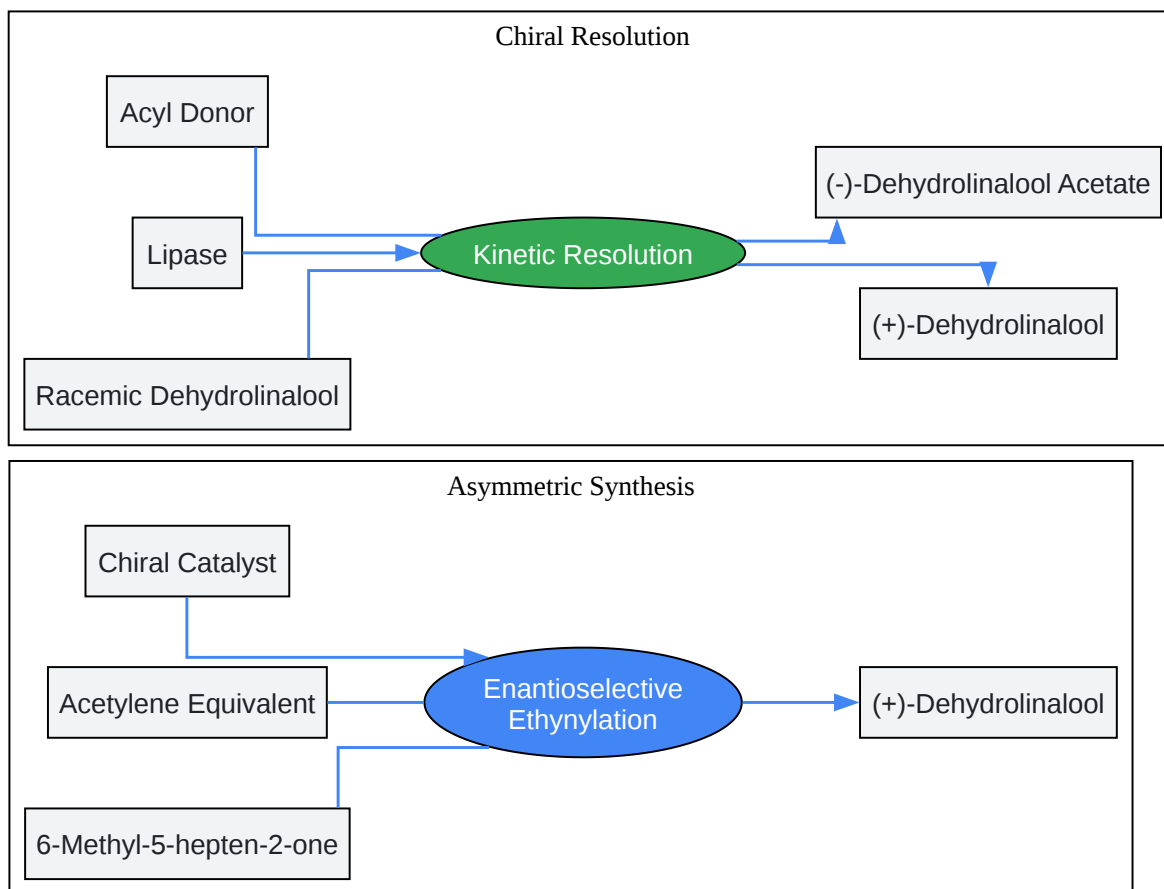 Chiral Resolution
Acyl Donor
(-)-Dehydrolinalool Acetate
Lipase
Kinetic Resolution
(+)-Dehydrolinalool
Racemic Dehydrolinalool
Asymmetric Synthesis
Chiral Catalyst
Acetylene Equivalent
Enantioselective
Ethynylation
(+)-Dehydrolinalool
6-Methyl-5-hepten-2-one